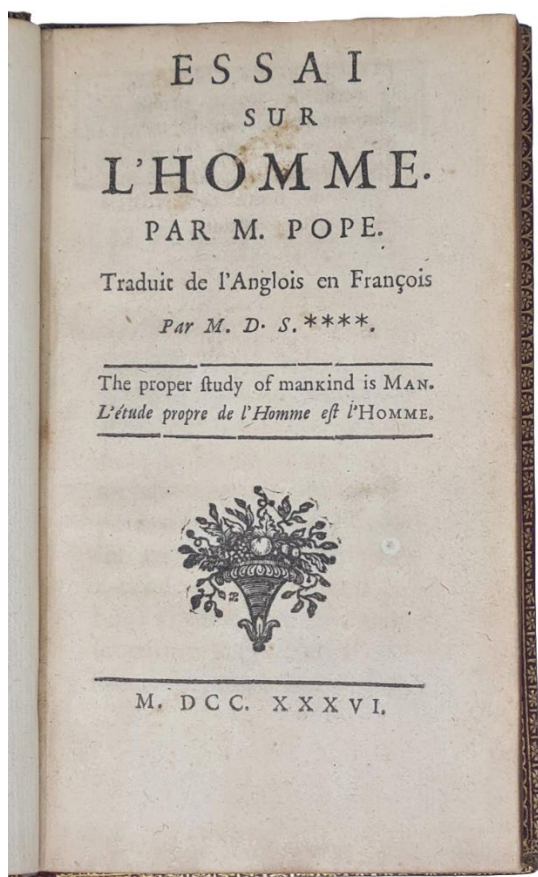 ESSAI
SUR
L'HOMME.
PAR M. POPE.
Traduit de l'Anglois en François
Par M. D. S. ****.
The proper ſtudy of mankind is MAN.
L'étude propre de l'Homme eſt l'HOMME.
M. DCC. XXXVI.